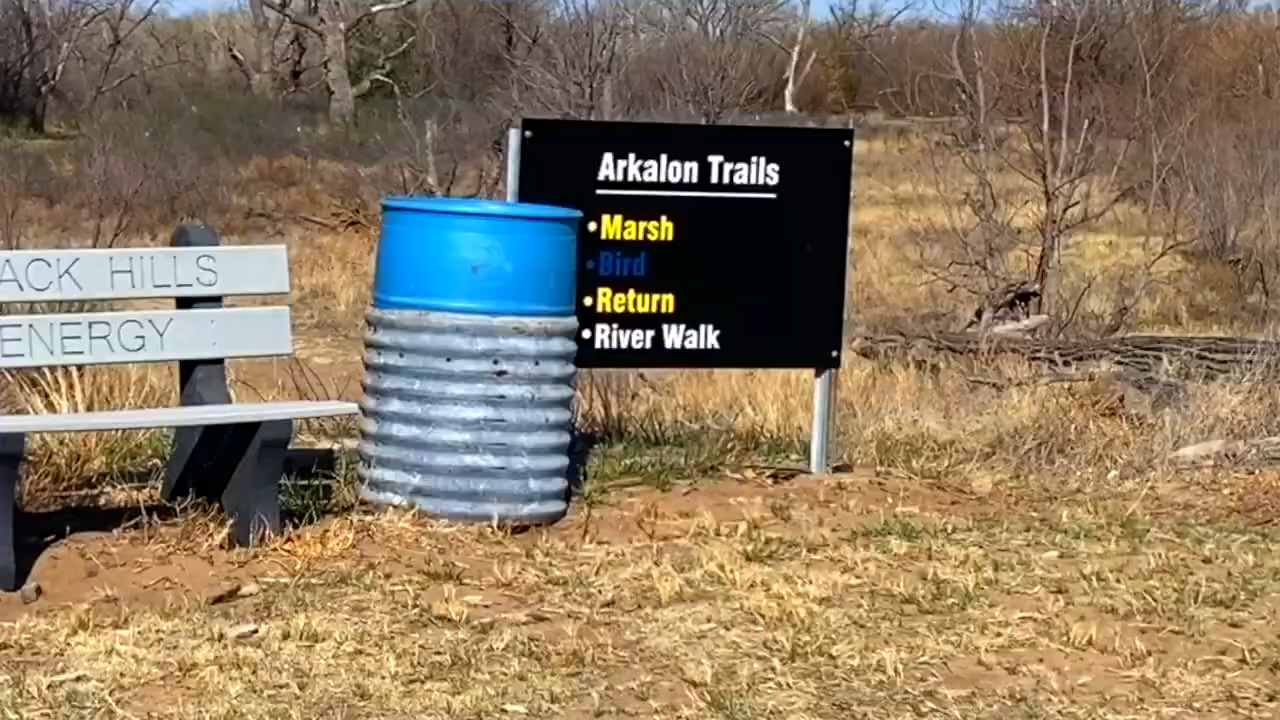 ACK HILLS
ENERGY
Arkalon Trails
•Marsh
•Bird
•Return
•River Walk